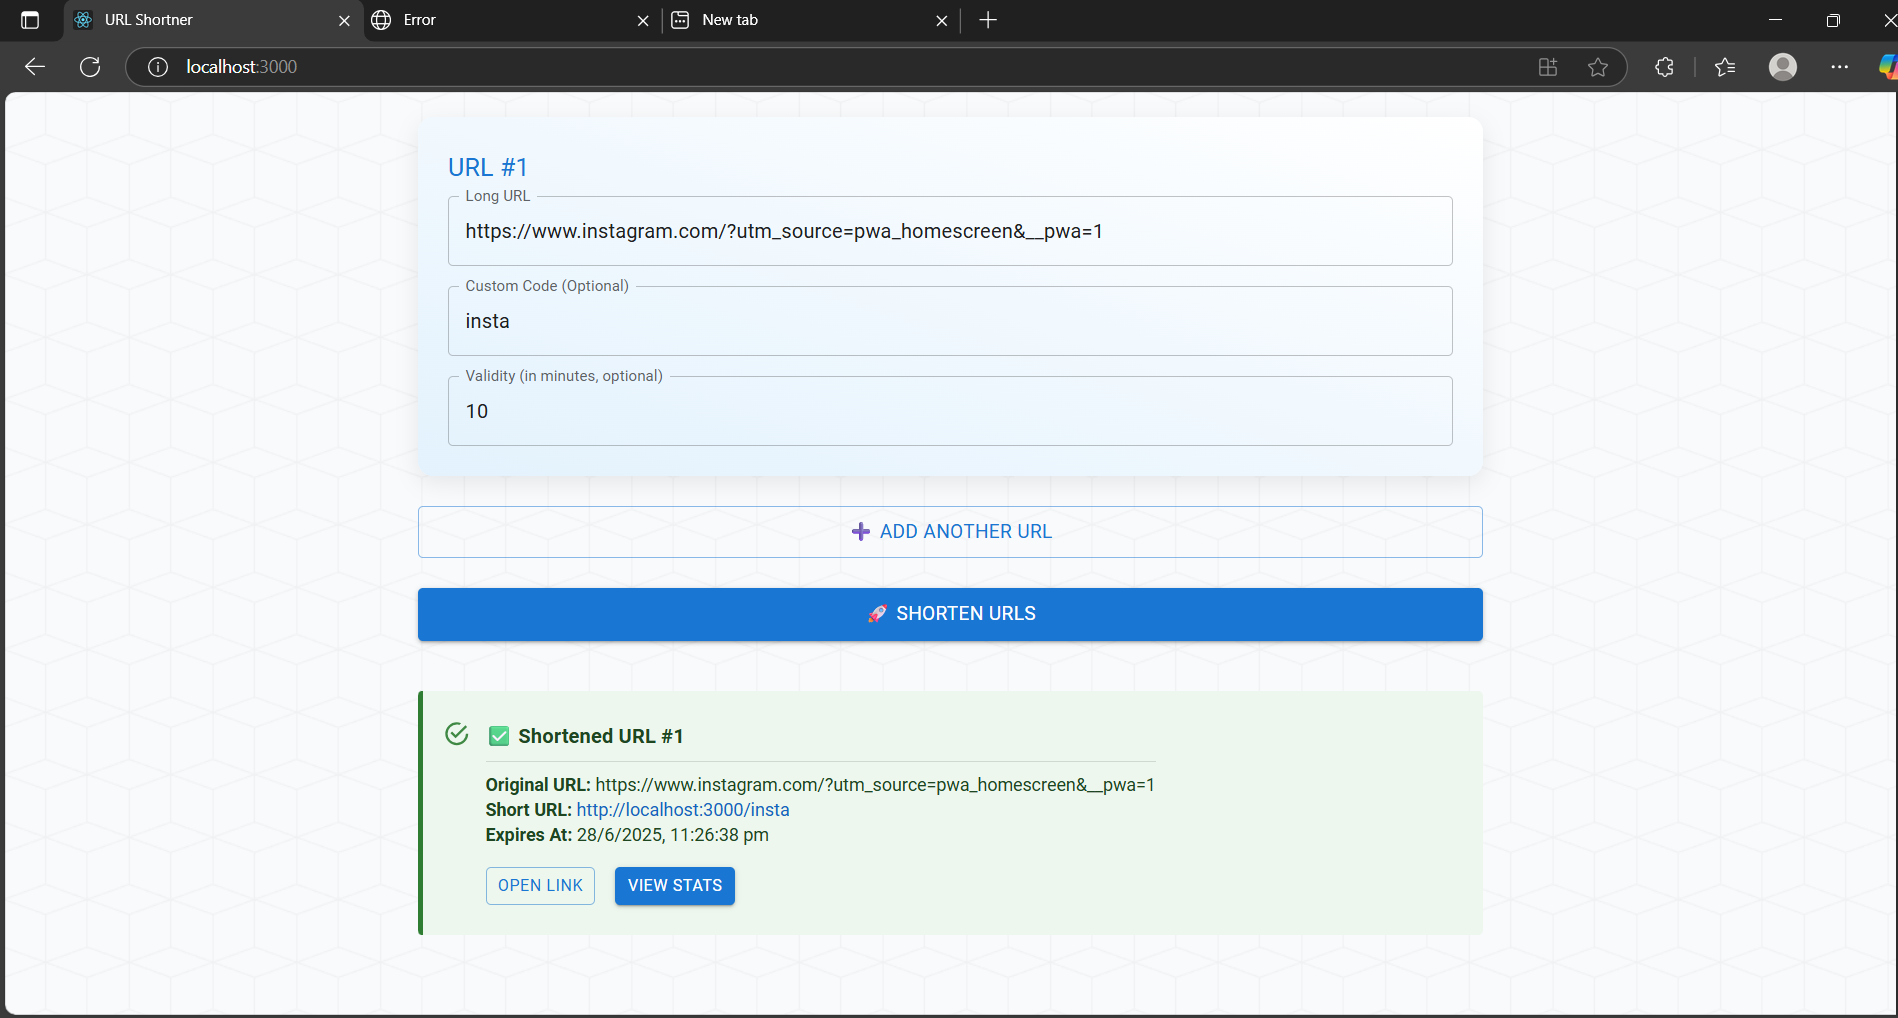 URL Shortner
Error
New tab
localhost:3000
URL #1
Long URL
https://www.instagram.com/?utm_source=pwa_homescreen&__pwa=1
Custom Code (Optional)
insta
Validity (in minutes, optional)
10
➕ ADD ANOTHER URL
🚀 SHORTEN URLS
✅ Shortened URL #1
Original URL: https://www.instagram.com/?utm_source=pwa_homescreen&__pwa=1
Short URL: http://localhost:3000/insta
Expires At: 28/6/2025, 11:26:38 pm
OPEN LINK
VIEW STATS